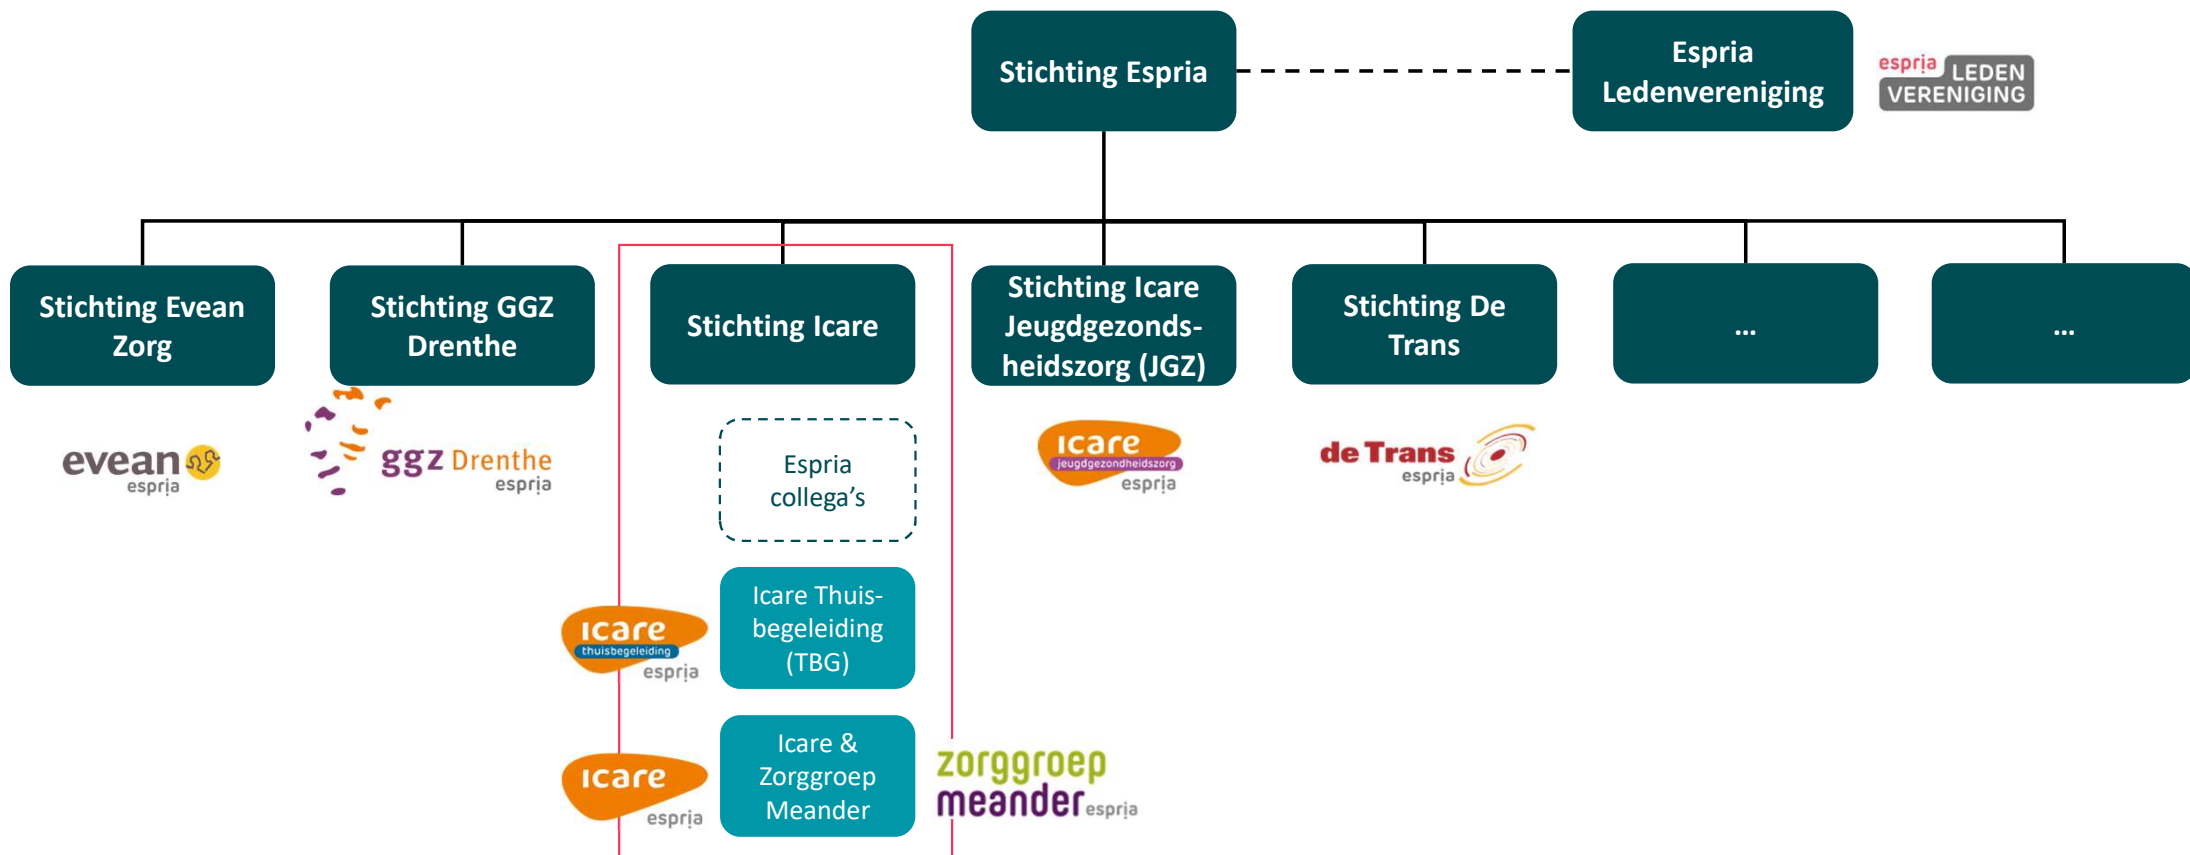 Stichting Espria
Espria
Ledenvereniging
espria
LEDEN
VERENIGING
Stichting Evean
Zorg
Stichting GGZ
Drenthe
Stichting Icare
Stichting Icare
Jeugdgezonds-
heidszorg (JGZ)
Stichting De
Trans
...
...
evean
espria
ggz Drenthe
espria
Espria
collega's
icare
jeugdgezondheidszorg
espria
de Trans
espria
icare
thuisbegeleiding
espria
Icare Thuis-
begeleiding
(TBG)
icare
espria
Icare &
Zorggroep
Meander
zorggroep
meander espria